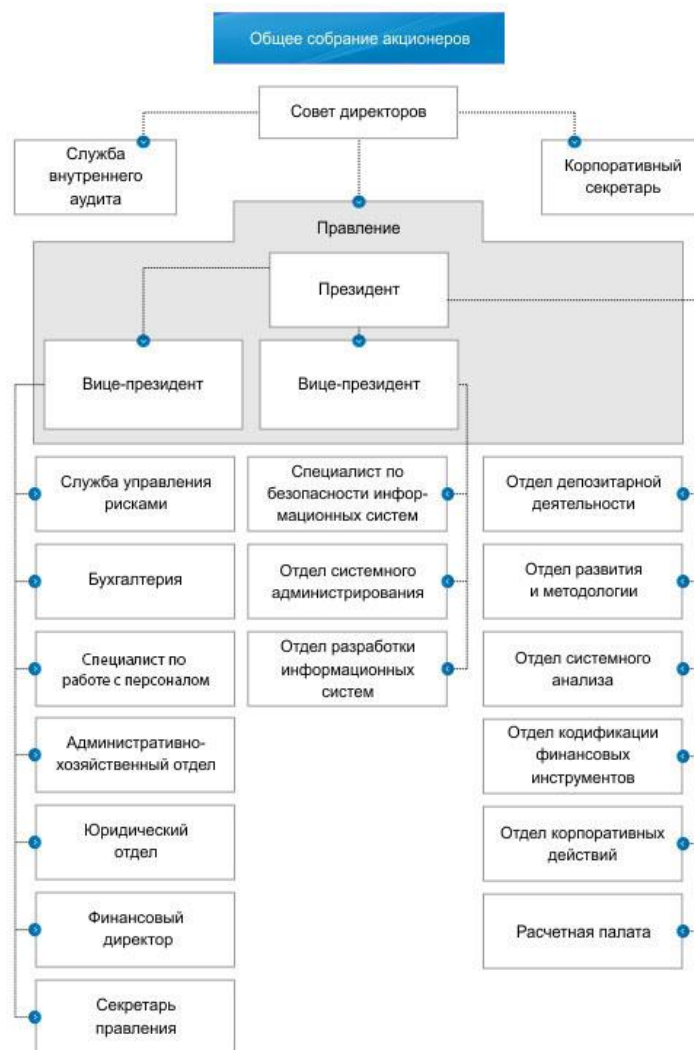 Общее собрание акционеров
Совет директоров
Служба
внутреннего
аудита
Корпоративный
секретарь
Правление
Президент
Вице-президент
Вице-президент
Служба управления
рисками
Бухгалтерия
Специалист по
работе с персоналом
Административно-
хозяйственный отдел
Юридический
отдел
Финансовый
директор
Секретарь
правления
Специалист по
безопасности инфор-
мационных систем
Отдел системного
администрирования
Отдел разработки
информационных
систем
Отдел депозитарной
деятельности
Отдел развития
и методологии
Отдел системного
анализа
Отдел кодификации
финансовых
инструментов
Отдел корпоративных
действий
Расчетная палата